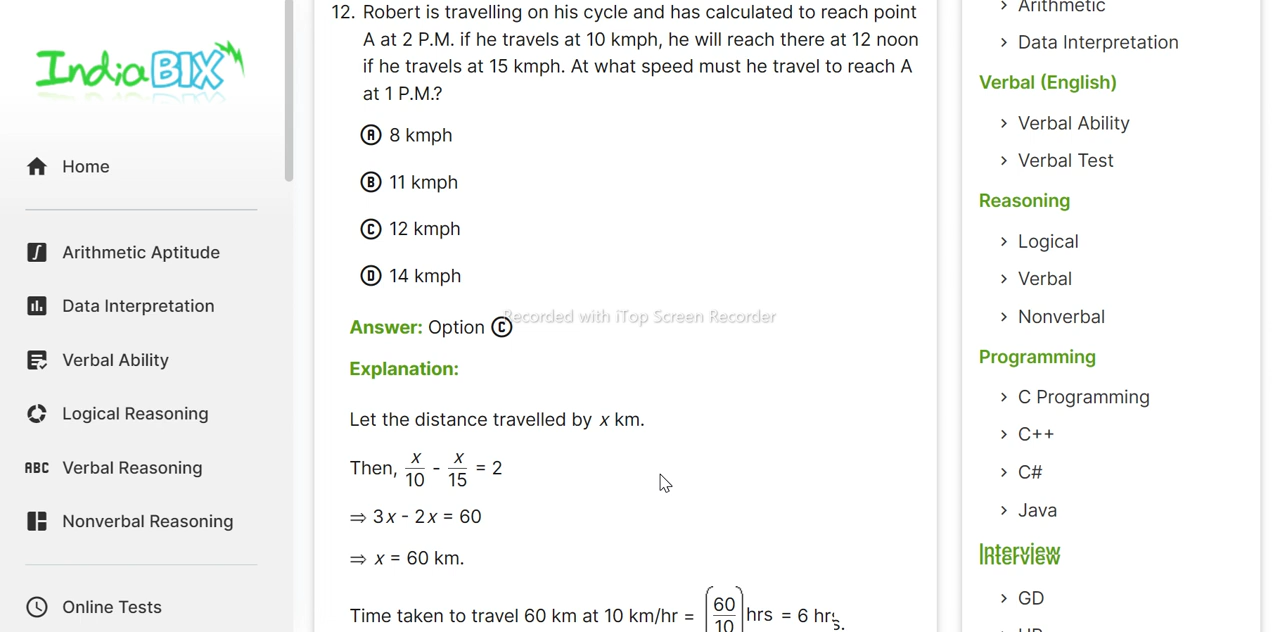 IndiaBIX
Home
Arithmetic Aptitude
Data Interpretation
Verbal Ability
Logical Reasoning
ABC Verbal Reasoning
Nonverbal Reasoning
Online Tests
12. Robert is travelling on his cycle and has calculated to reach point
A at 2 P.M. if he travels at 10 kmph, he will reach there at 12 noon
if he travels at 15 kmph. At what speed must he travel to reach A
at 1 P.M.?
A 8 kmph
B 11 kmph
C 12 kmph
D 14 kmph
Recorded with iTop Screen Recorder
Answer: Option C
Explanation:
Let the distance travelled by x km.
Then, x/10 - x/15 = 2
⇒ 3x - 2x = 60
⇒ x = 60 km.
Time taken to travel 60 km at 10 km/hr = (60/10) hrs = 6 hrs.
> Arithmetic
> Data Interpretation
Verbal (English)
> Verbal Ability
> Verbal Test
Reasoning
> Logical
> Verbal
> Nonverbal
Programming
> C Programming
> C++
> C#
> Java
Interview
> GD
> HR